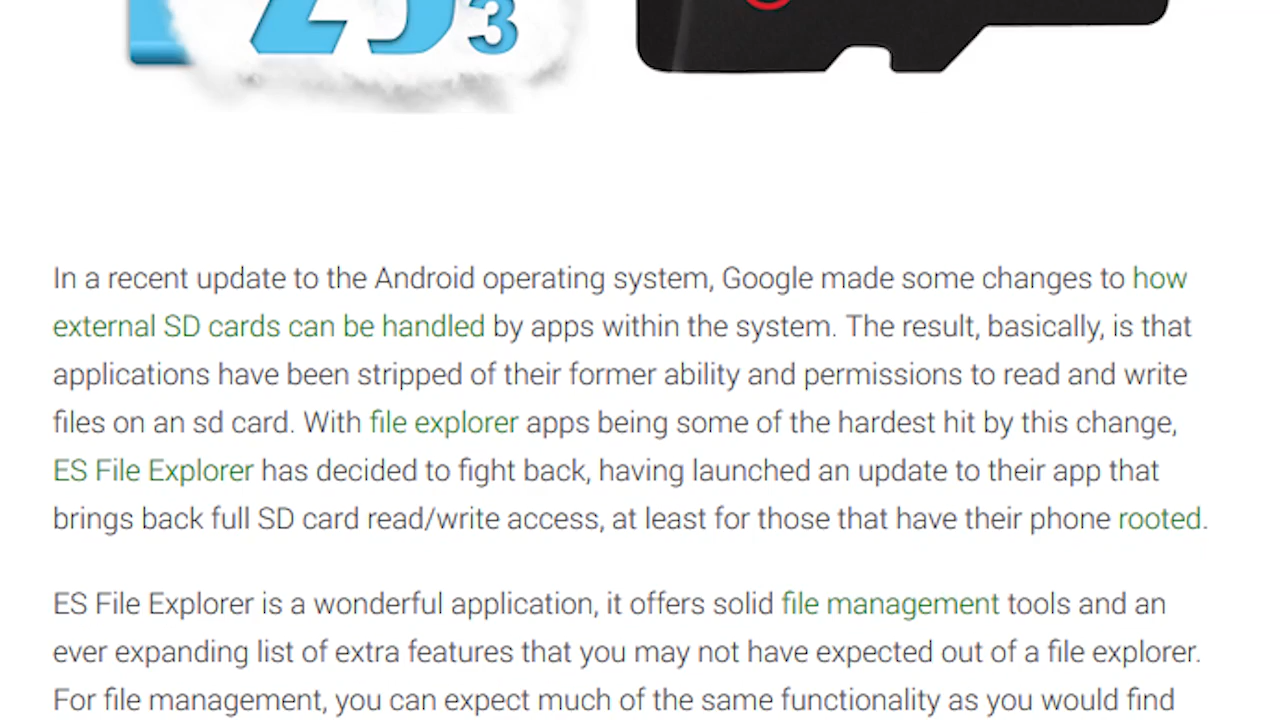 3
In a recent update to the Android operating system, Google made some changes to how
external SD cards can be handled by apps within the system. The result, basically, is that
applications have been stripped of their former ability and permissions to read and write
files on an sd card. With file explorer apps being some of the hardest hit by this change,
ES File Explorer has decided to fight back, having launched an update to their app that
brings back full SD card read/write access, at least for those that have their phone rooted.
ES File Explorer is a wonderful application, it offers solid file management tools and an
ever expanding list of extra features that you may not have expected out of a file explorer.
For file management, you can expect much of the same functionality as you would find